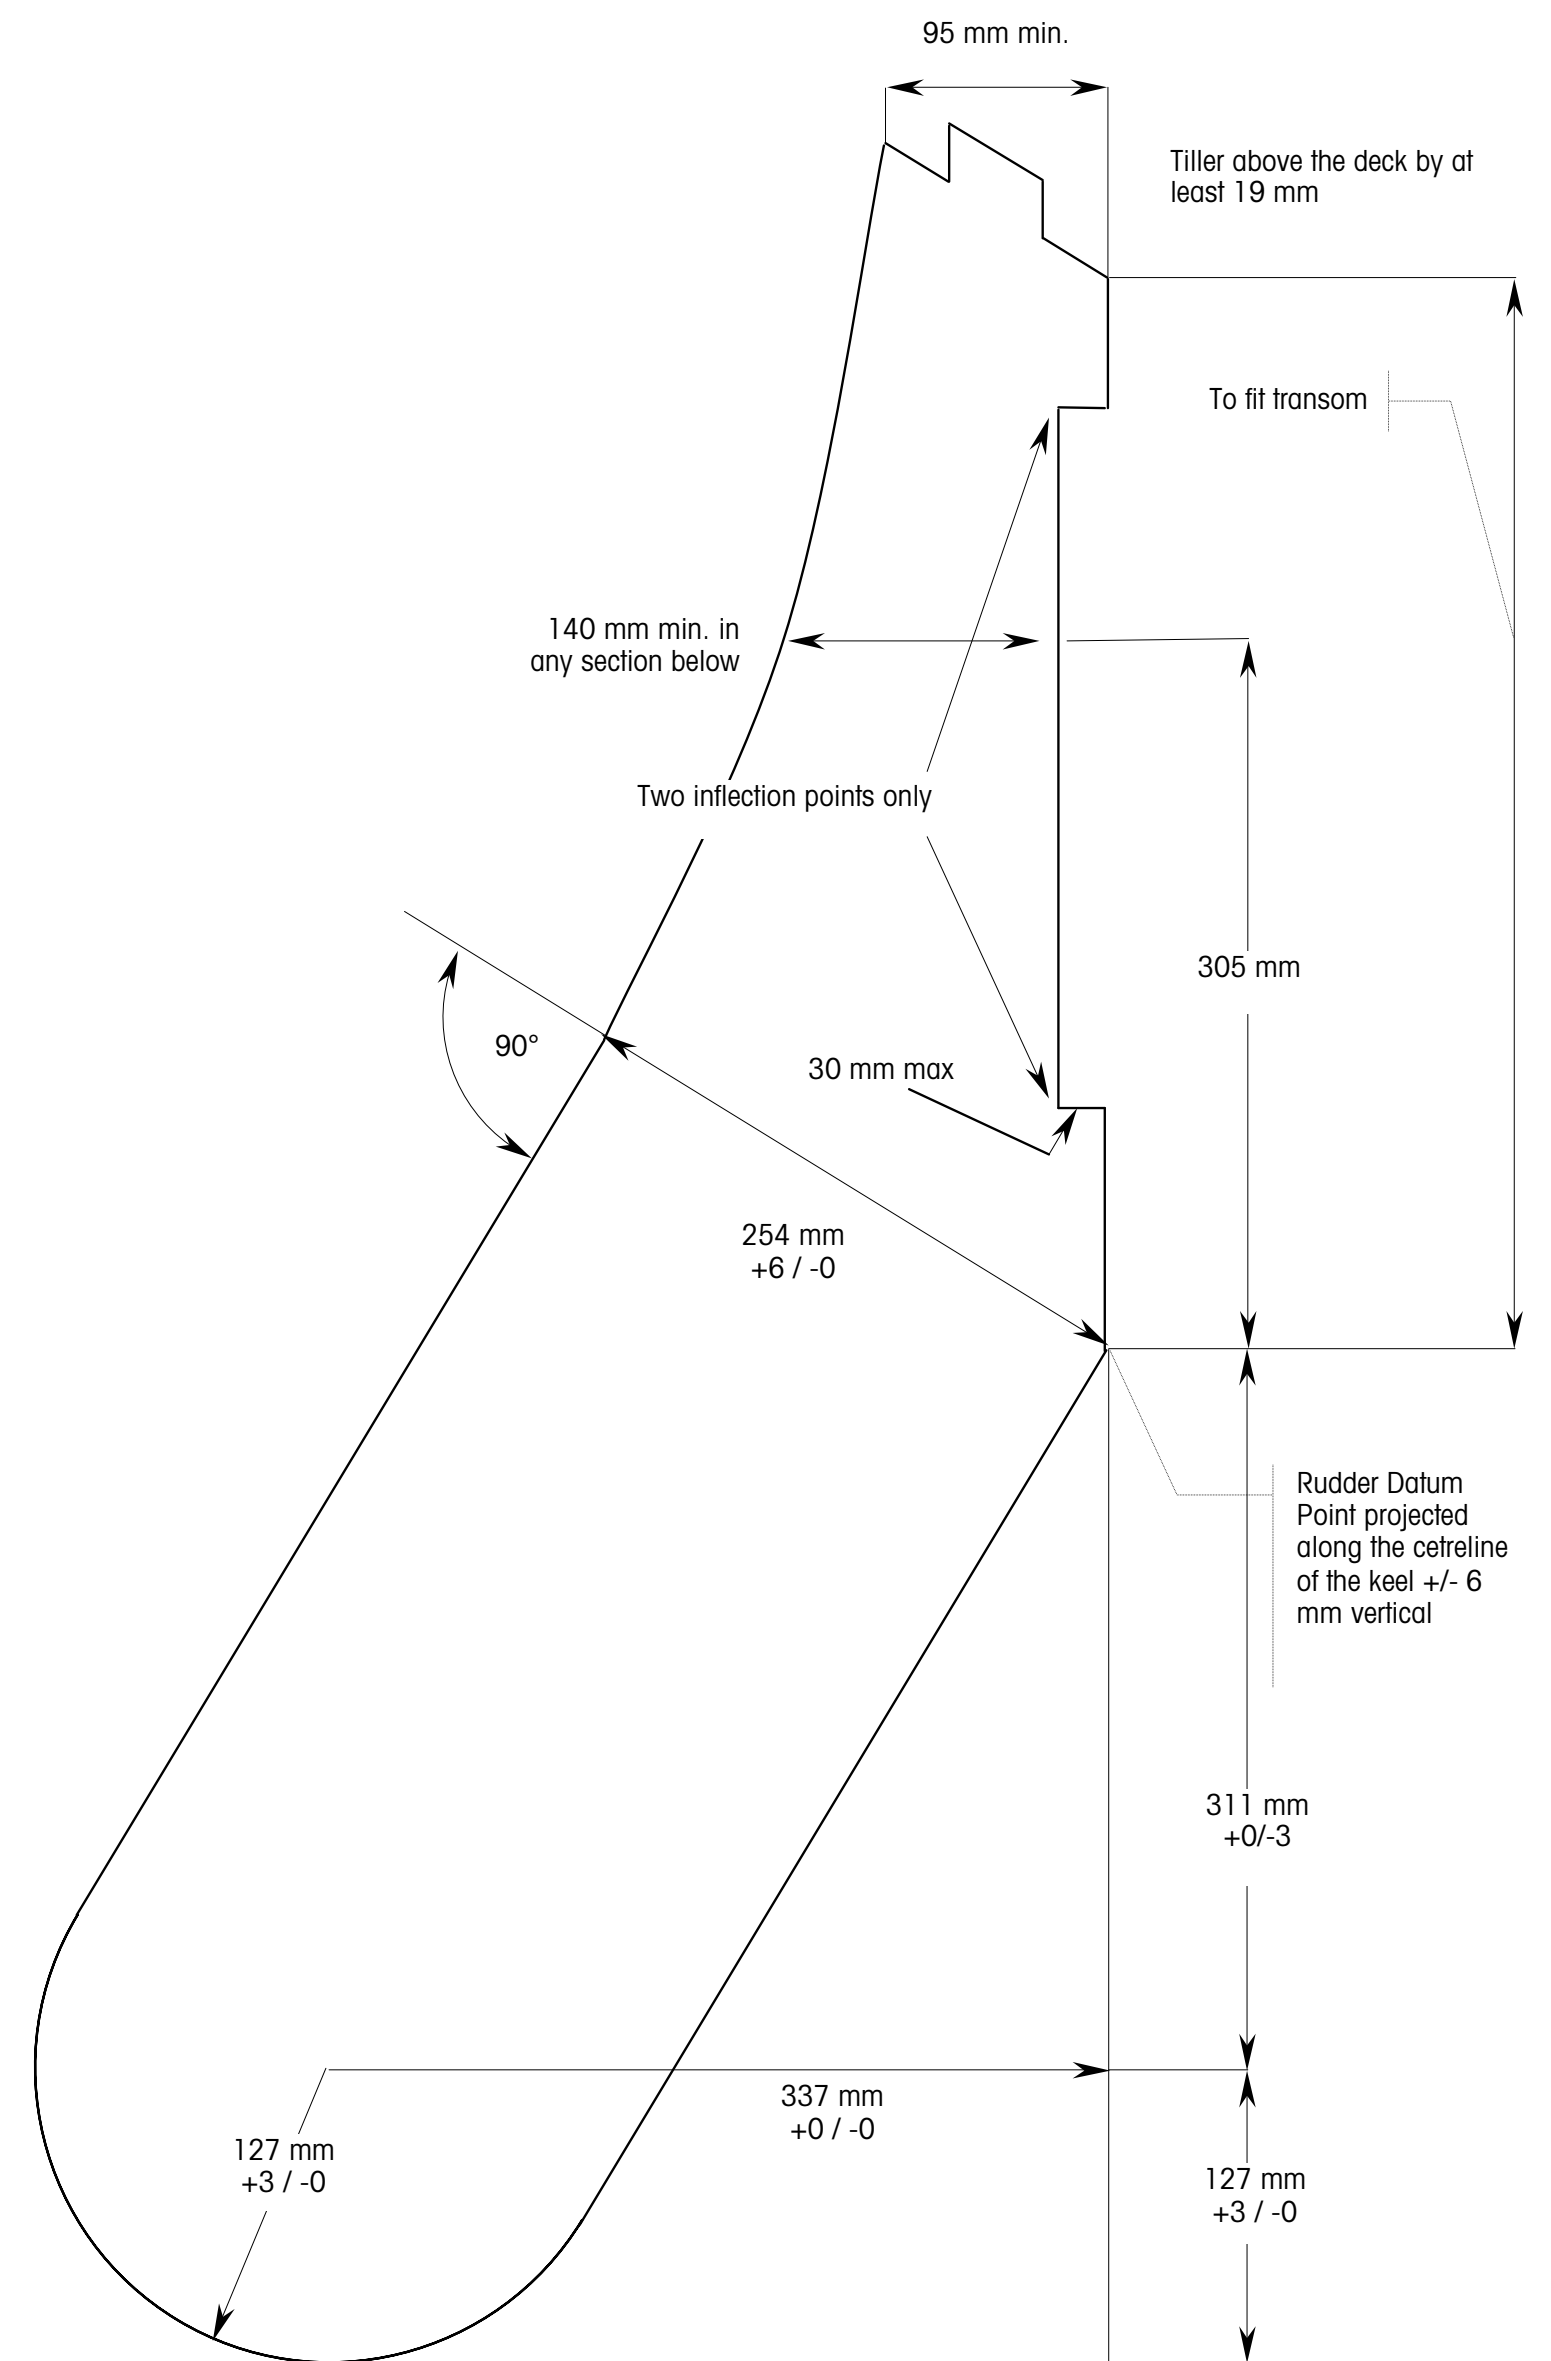 95 mm min.
Tiller above the deck by at
least 19 mm
To fit transom
140 mm min. in
any section below
Two inflection points only
305 mm
90°
30 mm max
254 mm
+6 / -0
Rudder Datum
Point projected
along the cetreline
of the keel +/- 6
mm vertical
311 mm
+0/-3
337 mm
+0 / -0
127 mm
+3 / -0
127 mm
+3 / -0